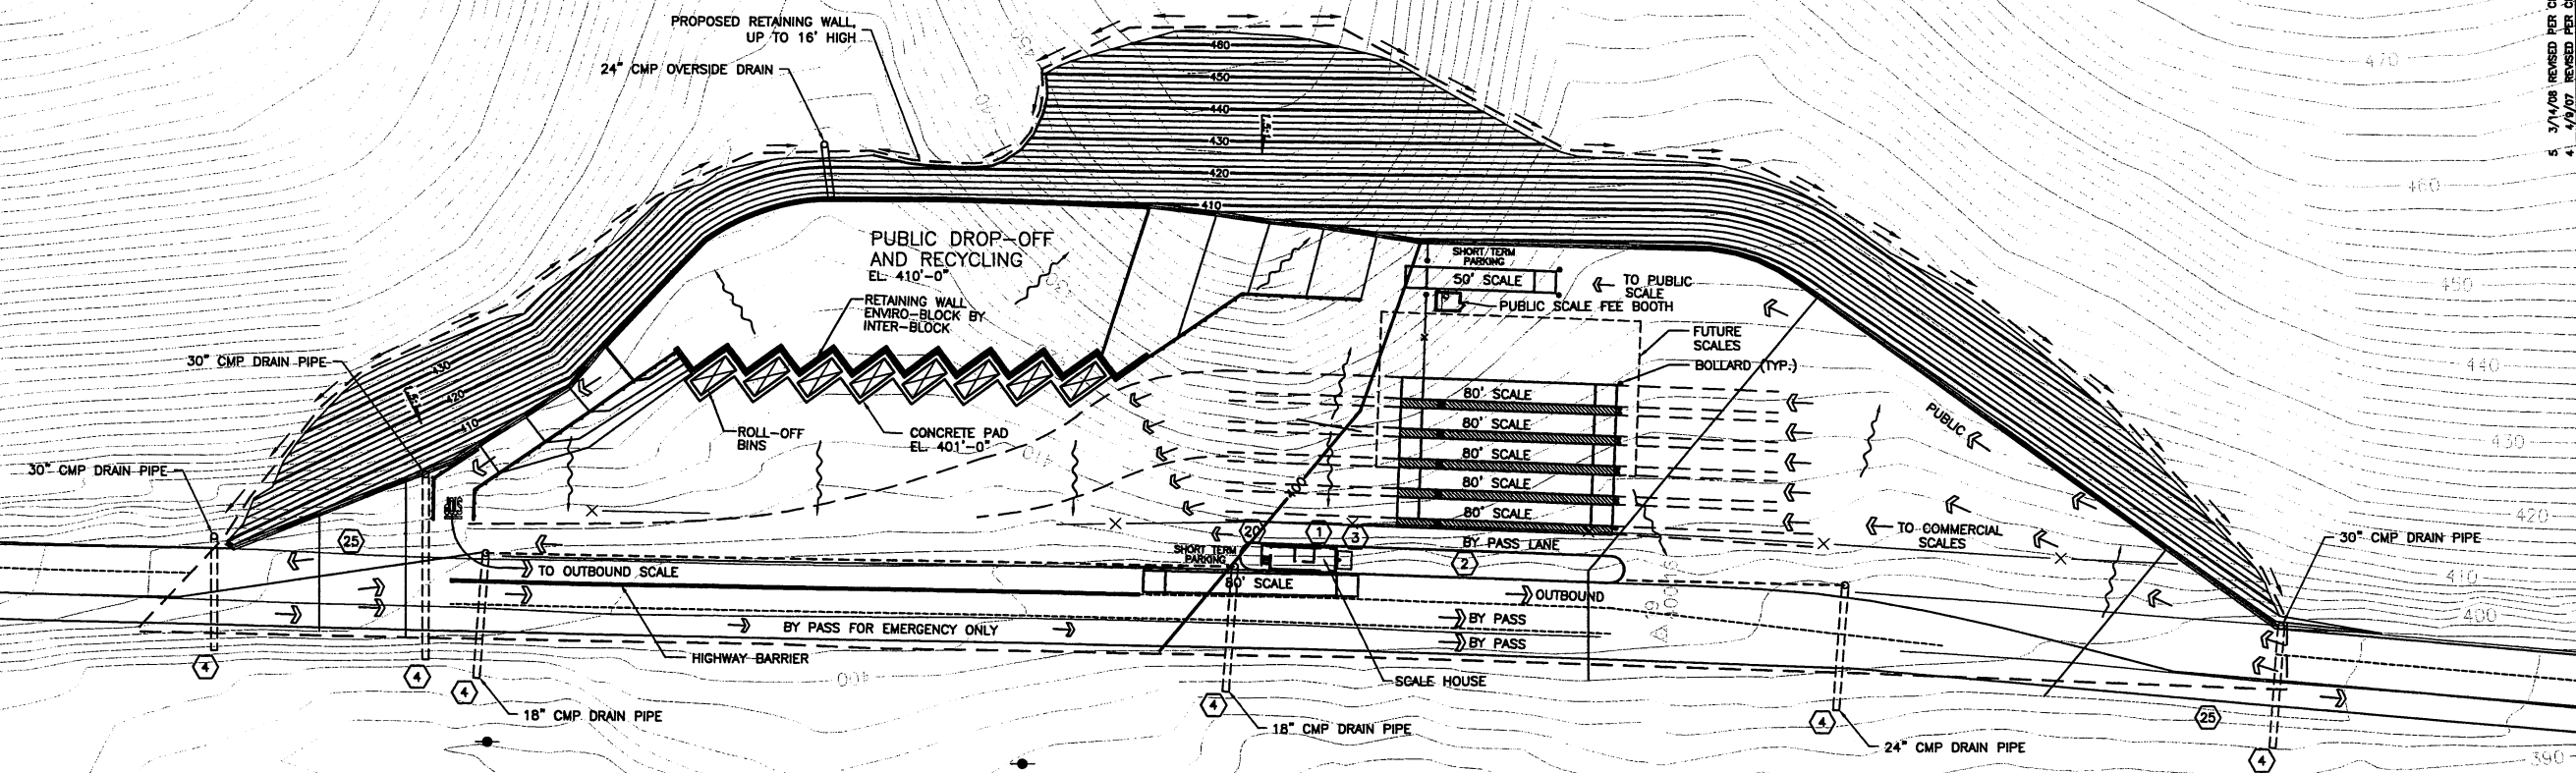 PROPOSED RETAINING WALL,
UP TO 16' HIGH
24" CMP OVERSIDE DRAIN
480
450
440
430
420
410
450
470
460
450
440
430
420
410
400
390
5 3/14/08 REVISED PER
4 4/9/07 REVISED PER
PUBLIC DROP-OFF
AND RECYCLING
EL. 410'-0"
RETAINING WALL
ENVIRO-BLOCK BY
INTER-BLOCK
SHORT TERM
PARKING
50' SCALE
TO PUBLIC
SCALE
PUBLIC SCALE FEE BOOTH
FUTURE
SCALES
BOLLARD (TYP.)
30" CMP DRAIN PIPE
430
420
410
80' SCALE
80' SCALE
80' SCALE
80' SCALE
80' SCALE
PUBLIC
ROLL-OFF
BINS
CONCRETE PAD
EL. 401'-0"
410
400
30" CMP DRAIN PIPE
25
20
1
3
BY PASS LANE
2
TO COMMERCIAL
SCALES
30" CMP DRAIN PIPE
SHORT TERM
PARKING
TO OUTBOUND SCALE
80' SCALE
OUTBOUND
BY PASS FOR EMERGENCY ONLY
BY PASS
BY PASS
HIGHWAY BARRIER
SCALE HOUSE
400
4
4
4
4
4
25
4
18" CMP DRAIN PIPE
18" CMP DRAIN PIPE
24" CMP DRAIN PIPE